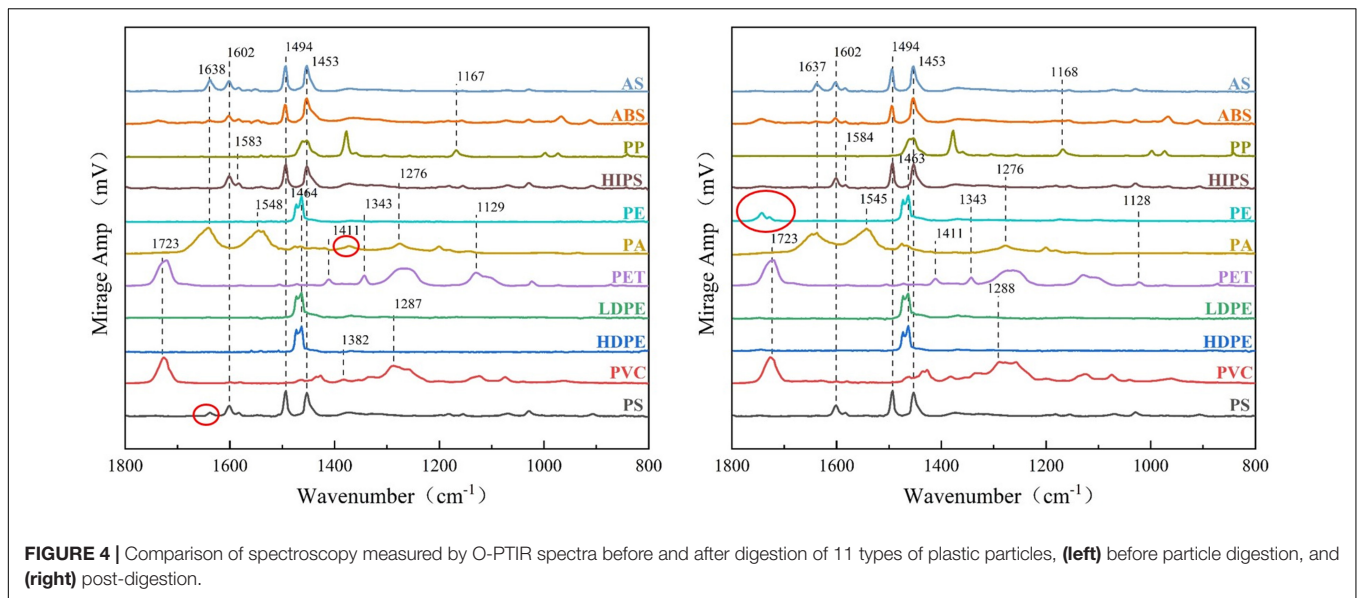 1638
1602
1494
1453
1167
AS
ABS
1583
PP
HIPS
1464
1276
PE
1548
1411
1343
1129
PA
1723
PET
1287
LDPE
1382
HDPE
PVC
PS
Mirage Amp (mV)
1800 1600 1400 1200 1000 800
Wavenumber（cm-1）
1637
1602
1494
1453
1168
AS
ABS
1584
PP
1463
HIPS
1276
PE
1545
1343
1128
PA
1723
1411
PET
1288
LDPE
HDPE
PVC
PS
Mirage Amp (mV)
1800 1600 1400 1200 1000 800
Wavenumber（cm-1）
FIGURE 4 | Comparison of spectroscopy measured by O-PTIR spectra before and after digestion of 11 types of plastic particles, (left) before particle digestion, and
(right) post-digestion.